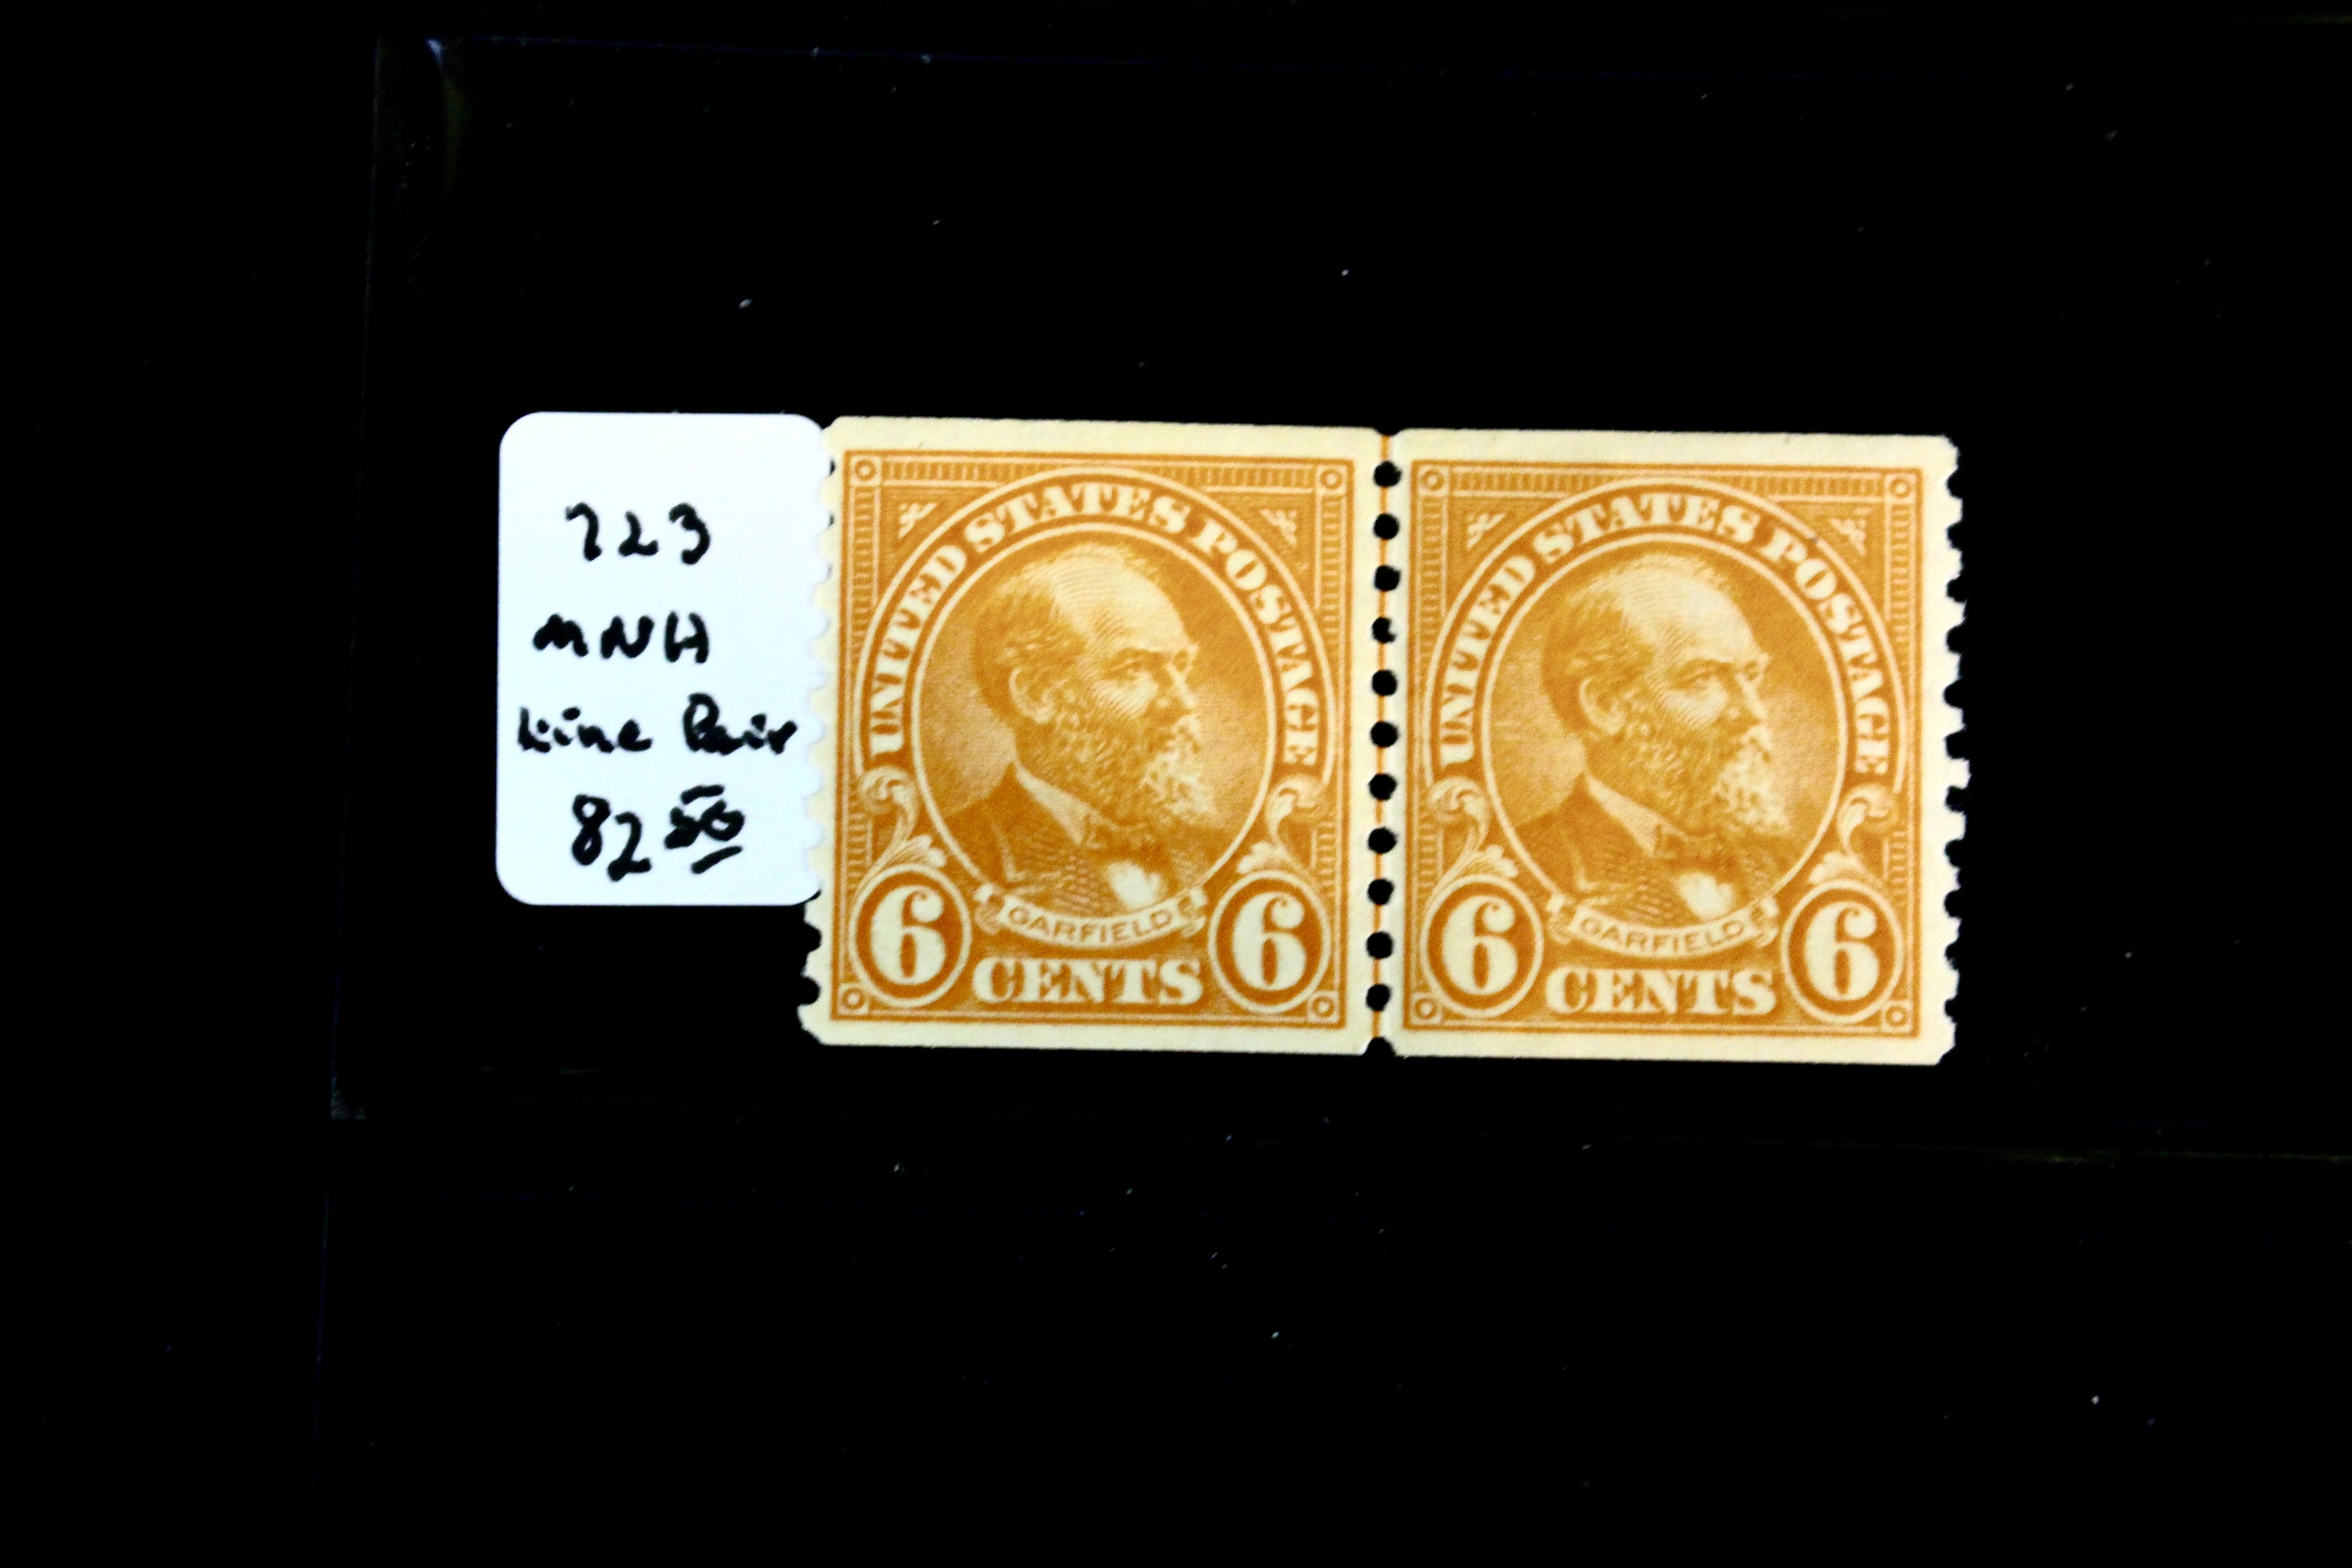 723
MNH
Line Pair
82 50
UNITED STATES POSTAGE
GARFIELD
6 CENTS 6
UNITED STATES POSTAGE
GARFIELD
6 CENTS 6